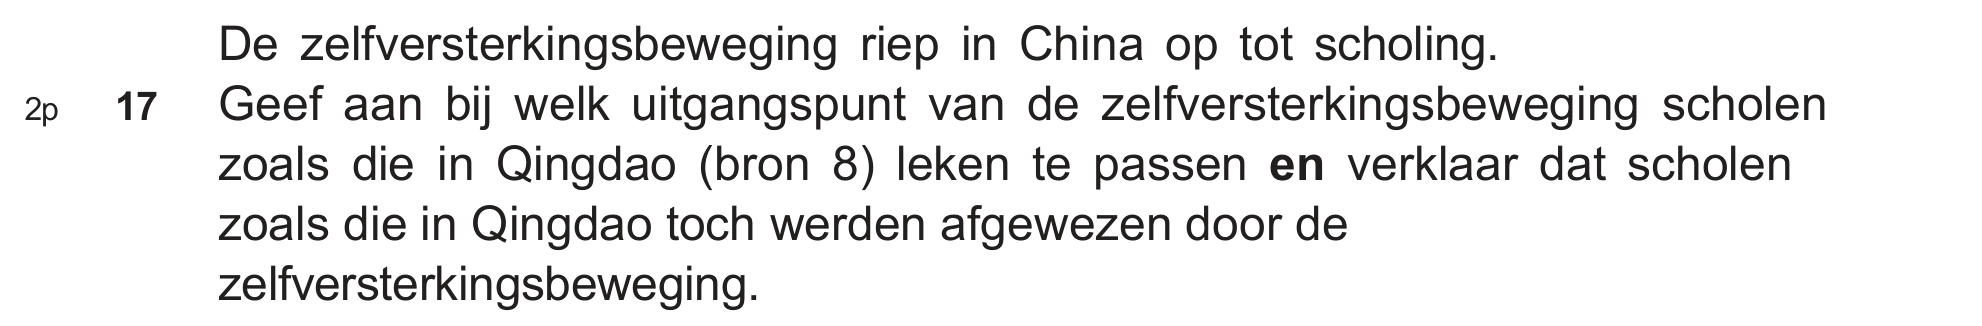 De zelfversterkingsbeweging riep in China op tot scholing.
2p 17 Geef aan bij welk uitgangspunt van de zelfversterkingsbeweging scholen
zoals die in Qingdao (bron 8) leken te passen en verklaar dat scholen
zoals die in Qingdao toch werden afgewezen door de
zelfversterkingsbeweging.